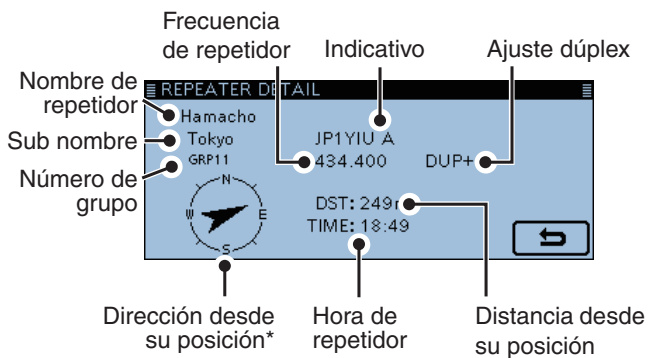 Frecuencia
de repetidor
Indicativo
Ajuste dúplex
Nombre de
repetidor
Sub nombre
Número de
grupo
REPEATER DETAIL
Hamacho
Tokyo
JP1YIU A
GRP11
434.400
DUP+
N
W
E
S
DST: 249
TIME: 18:49
Dirección desde
su posición*
Hora de
repetidor
Distancia desde
su posición